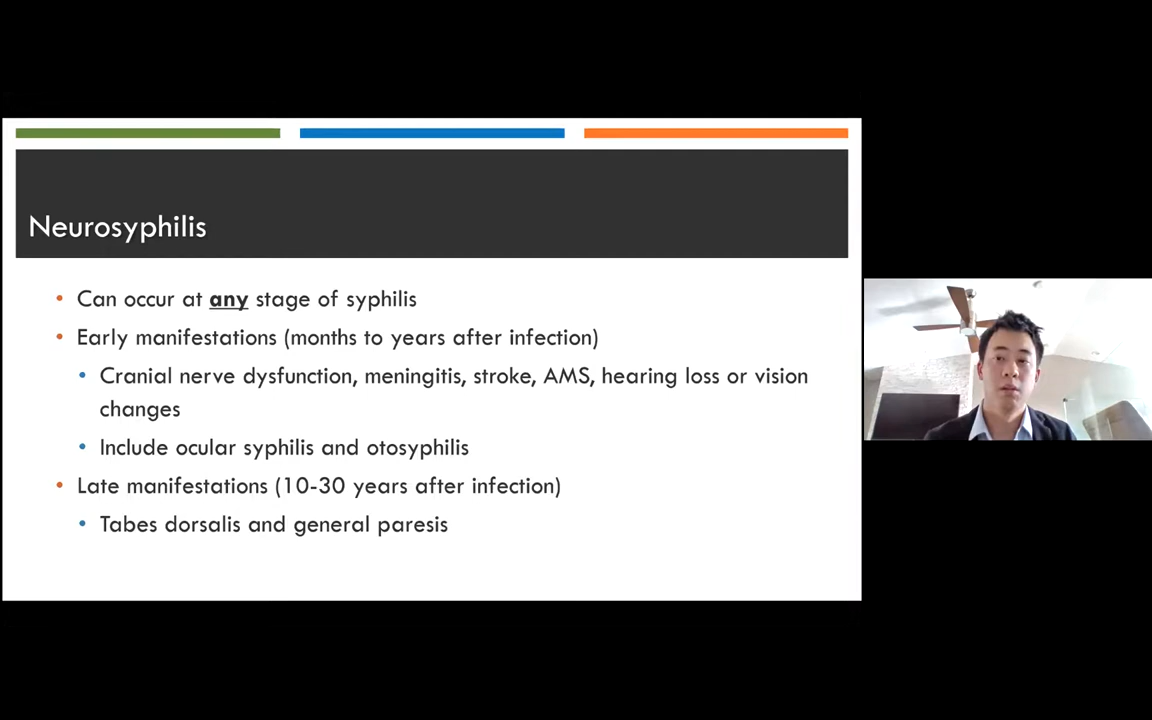 Neurosyphilis
• Can occur at any stage of syphilis
• Early manifestations (months to years after infection)
• Cranial nerve dysfunction, meningitis, stroke, AMS, hearing loss or vision
changes
• Include ocular syphilis and otosyphilis
• Late manifestations (10-30 years after infection)
• Tabes dorsalis and general paresis